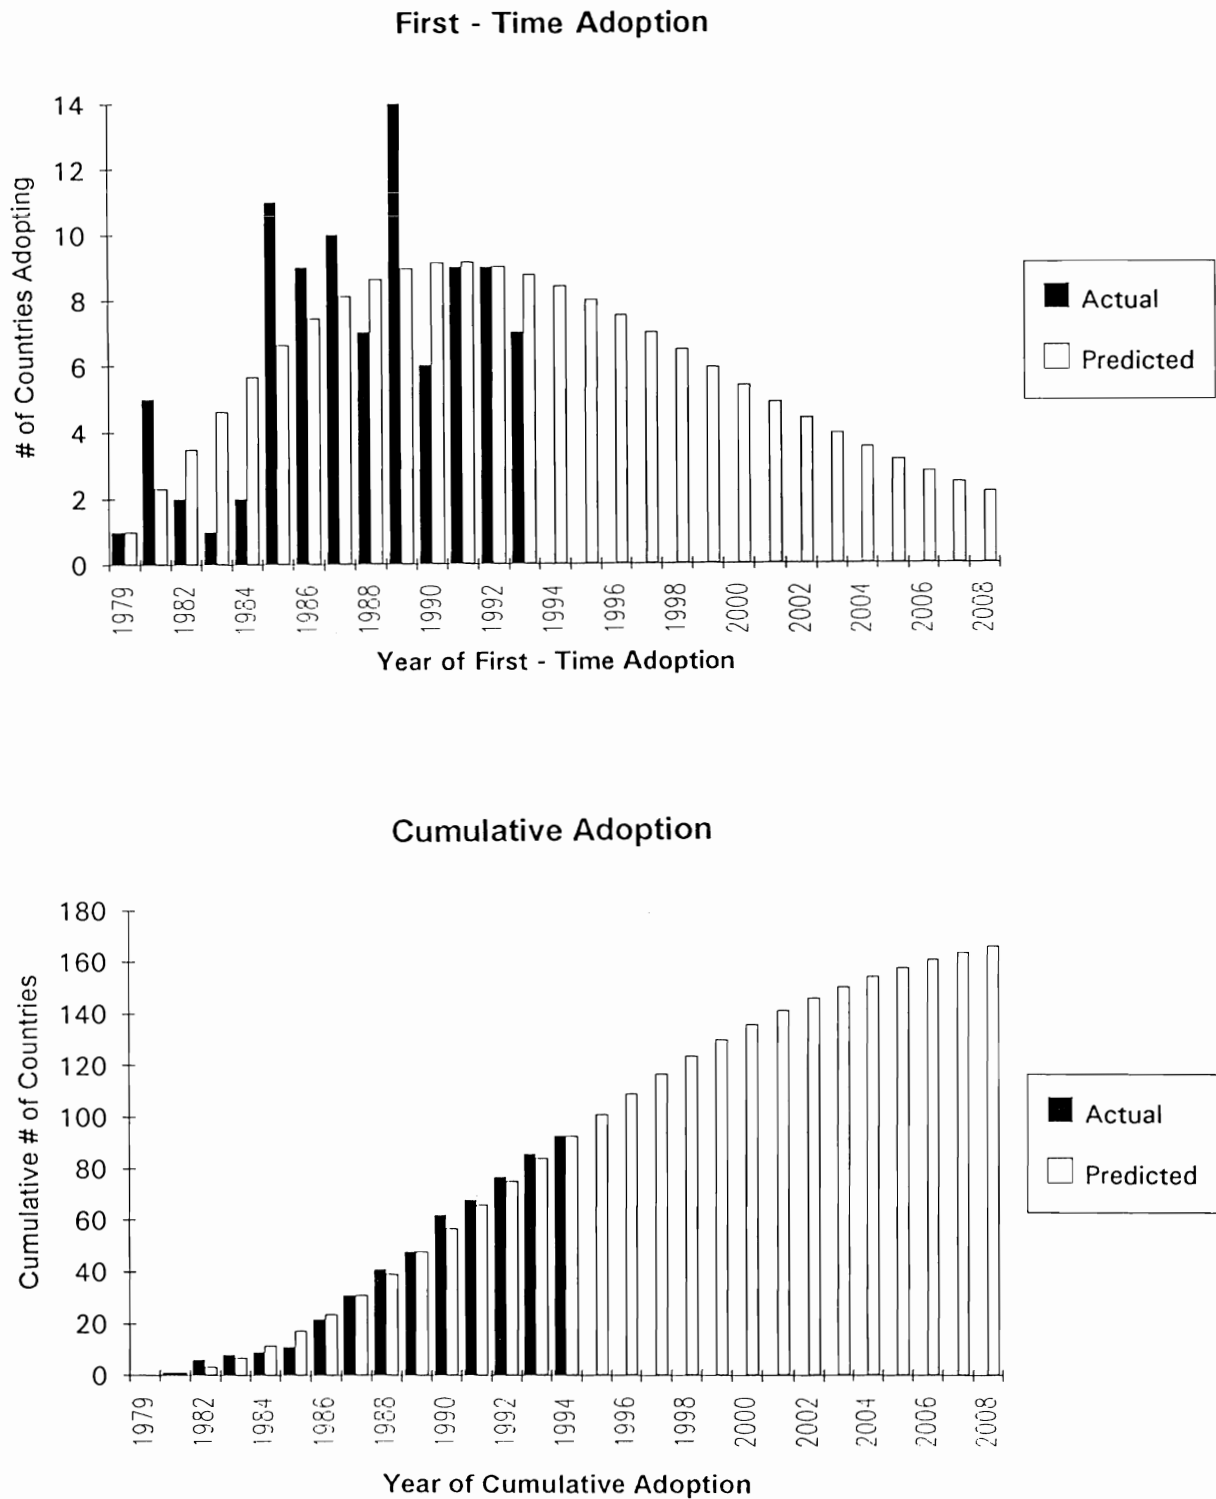 First - Time Adoption
14
12
10
8
6
4
2
0
# of Countries Adopting
1979 1982 1984 1986 1988 1990 1992 1994 1996 1998 2000 2002 2004 2006 2008
Year of First - Time Adoption
Actual
Predicted
Cumulative Adoption
180
160
140
120
100
80
60
40
20
0
Cumulative # of Countries
1979 1982 1984 1986 1988 1990 1992 1994 1996 1998 2000 2002 2004 2006 2008
Year of Cumulative Adoption
Actual
Predicted